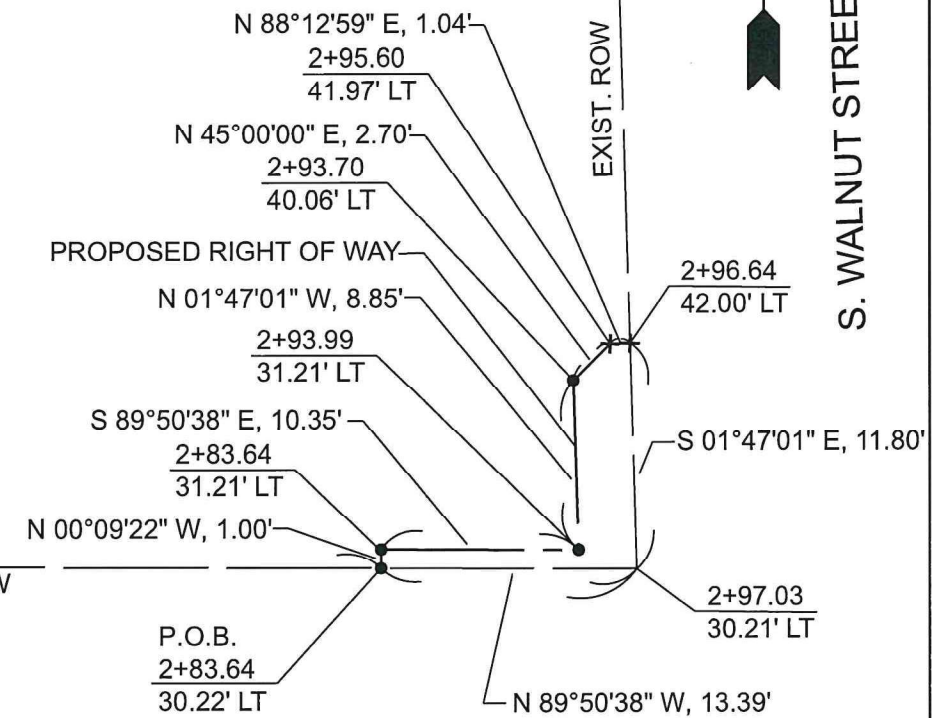 N 88°12'59" E, 1.04'
2+95.60
41.97' LT
N 45°00'00" E, 2.70'
2+93.70
40.06' LT
PROPOSED RIGHT OF WAY
N 01°47'01" W, 8.85'
2+93.99
31.21' LT
S 89°50'38" E, 10.35'
2+83.64
31.21' LT
N 00°09'22" W, 1.00'
W
P.O.B.
2+83.64
30.22' LT
EXIST. ROW
S. WALNUT STREE
2+96.64
42.00' LT
S 01°47'01" E, 11.80'
2+97.03
30.21' LT
N 89°50'38" W, 13.39'